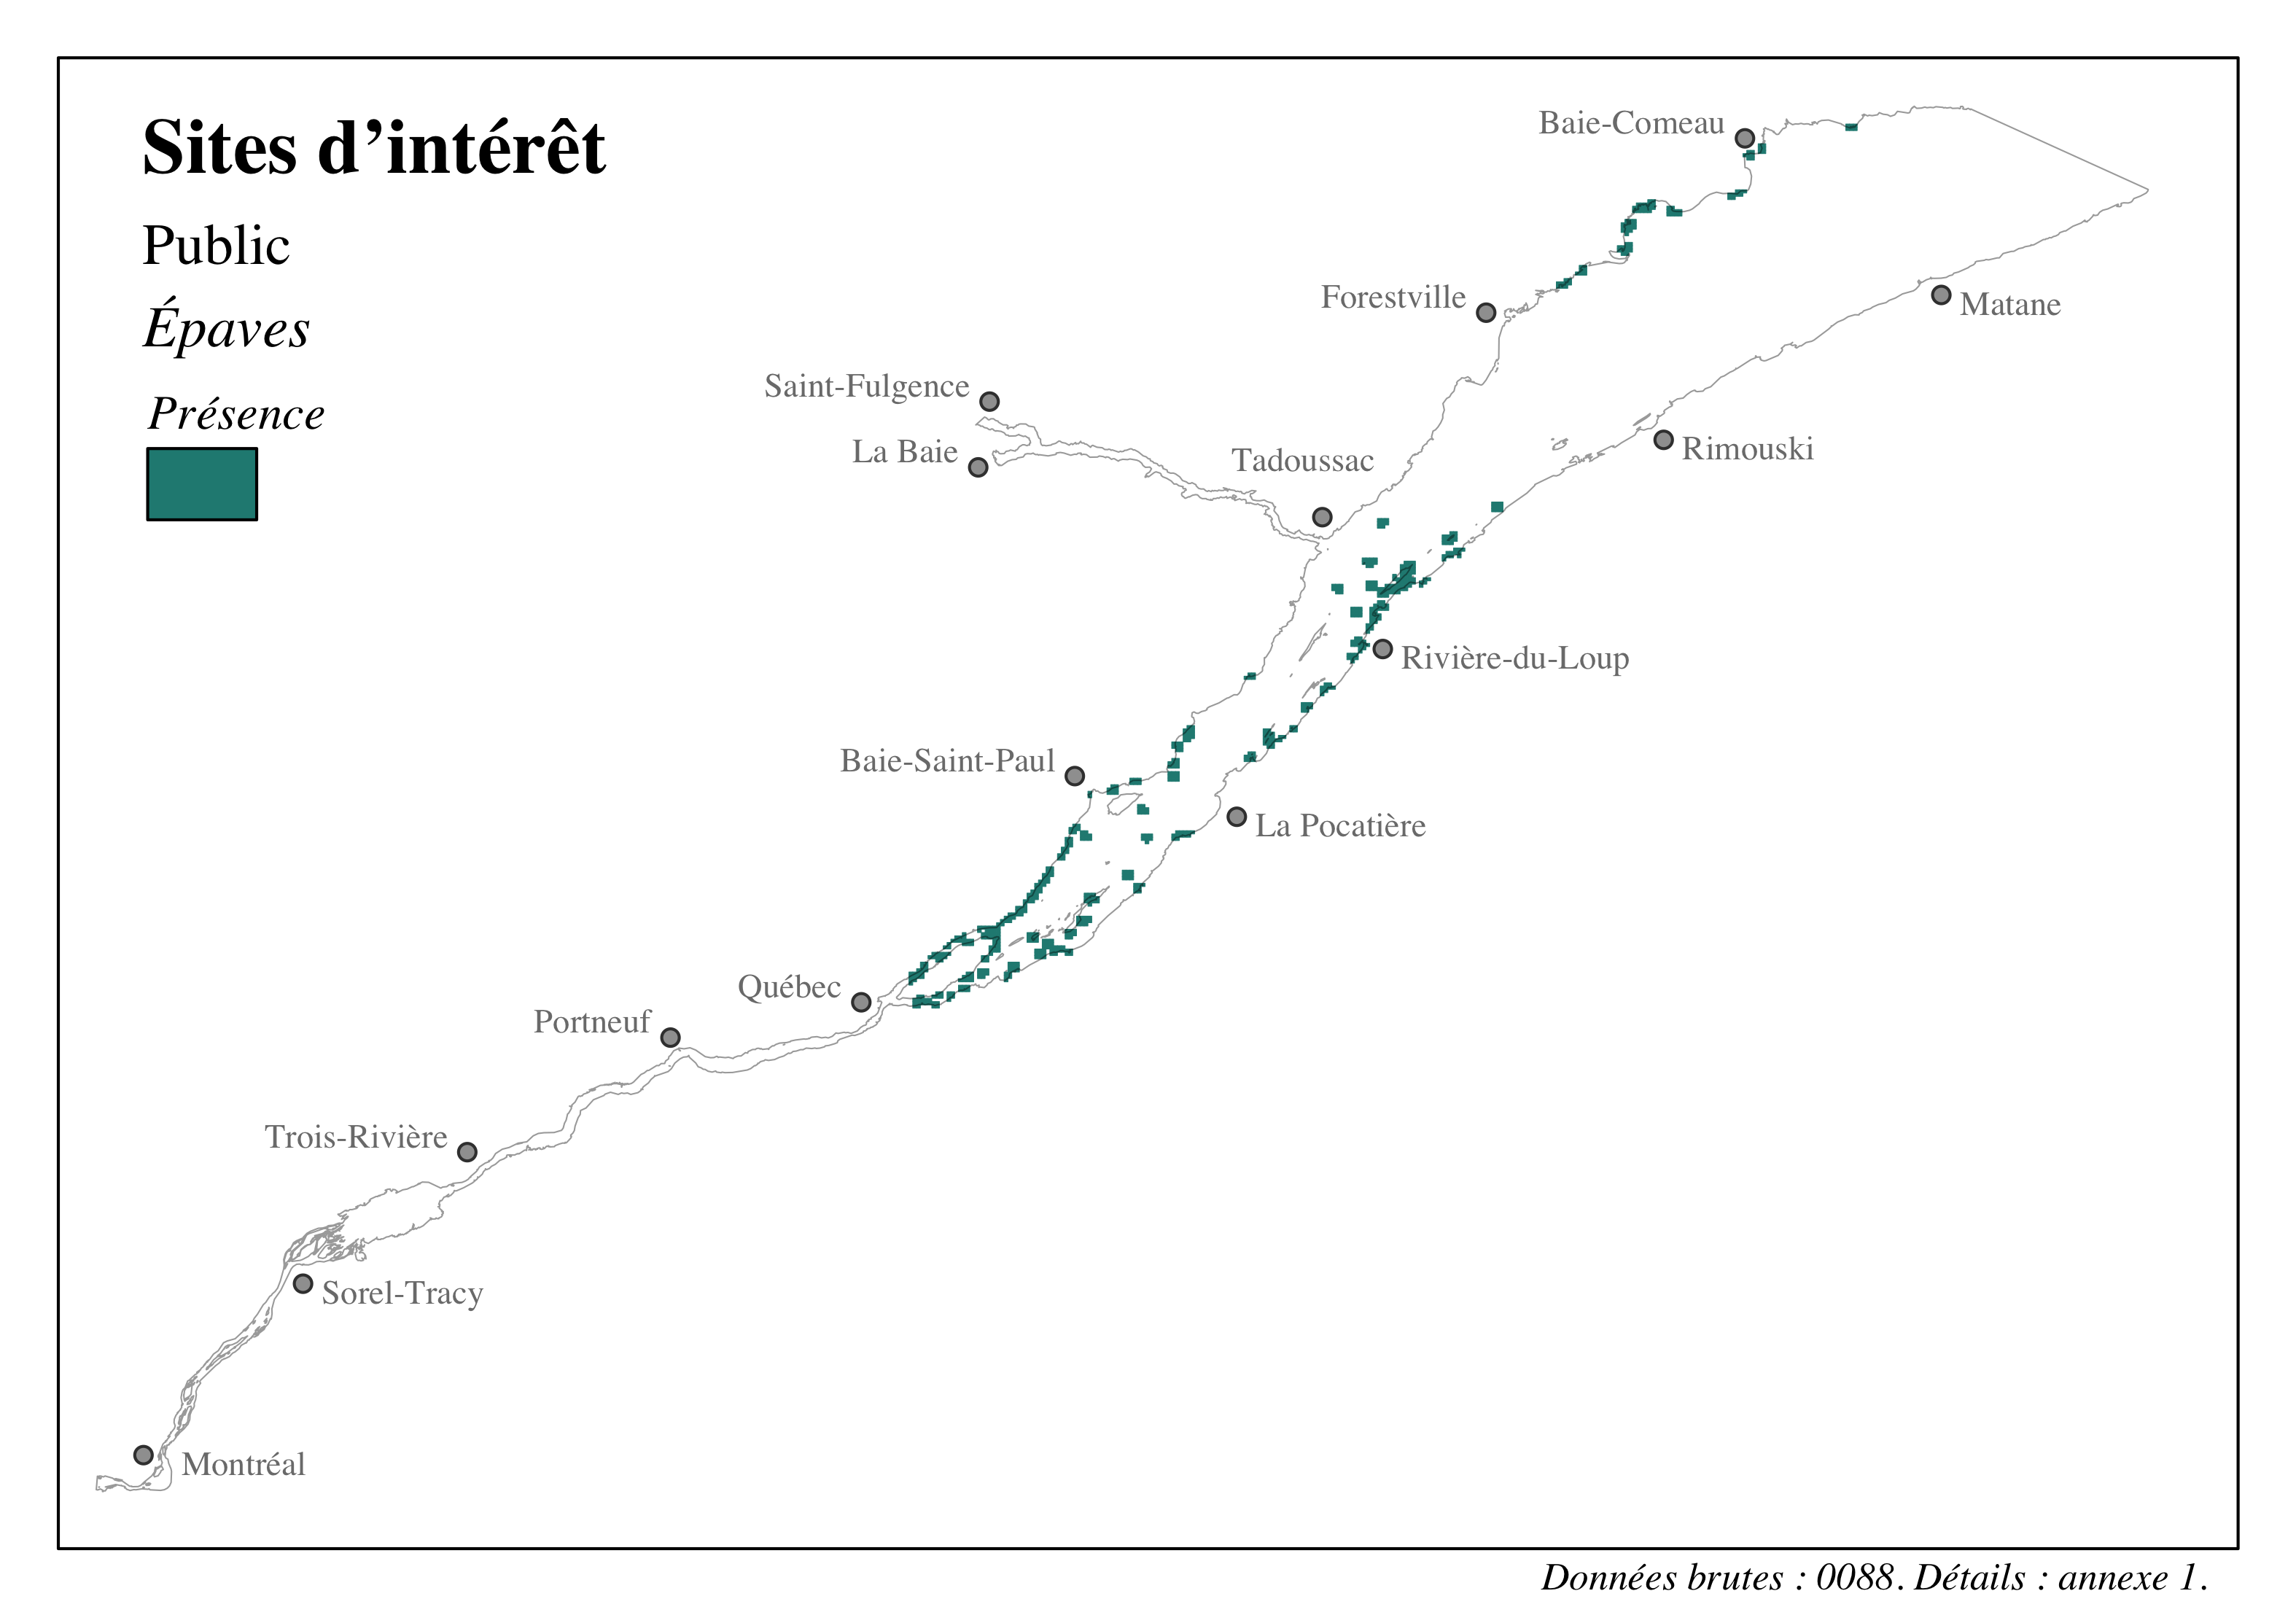 Sites d’intérêt
Public
Épaves
Présence
Baie-Comeau
Forestville
Matane
Saint-Fulgence
La Baie
Tadoussac
Rimouski
Rivière-du-Loup
Baie-Saint-Paul
La Pocatière
Québec
Portneuf
Trois-Rivière
Sorel-Tracy
Montréal
Données brutes : 0088. Détails : annexe 1.